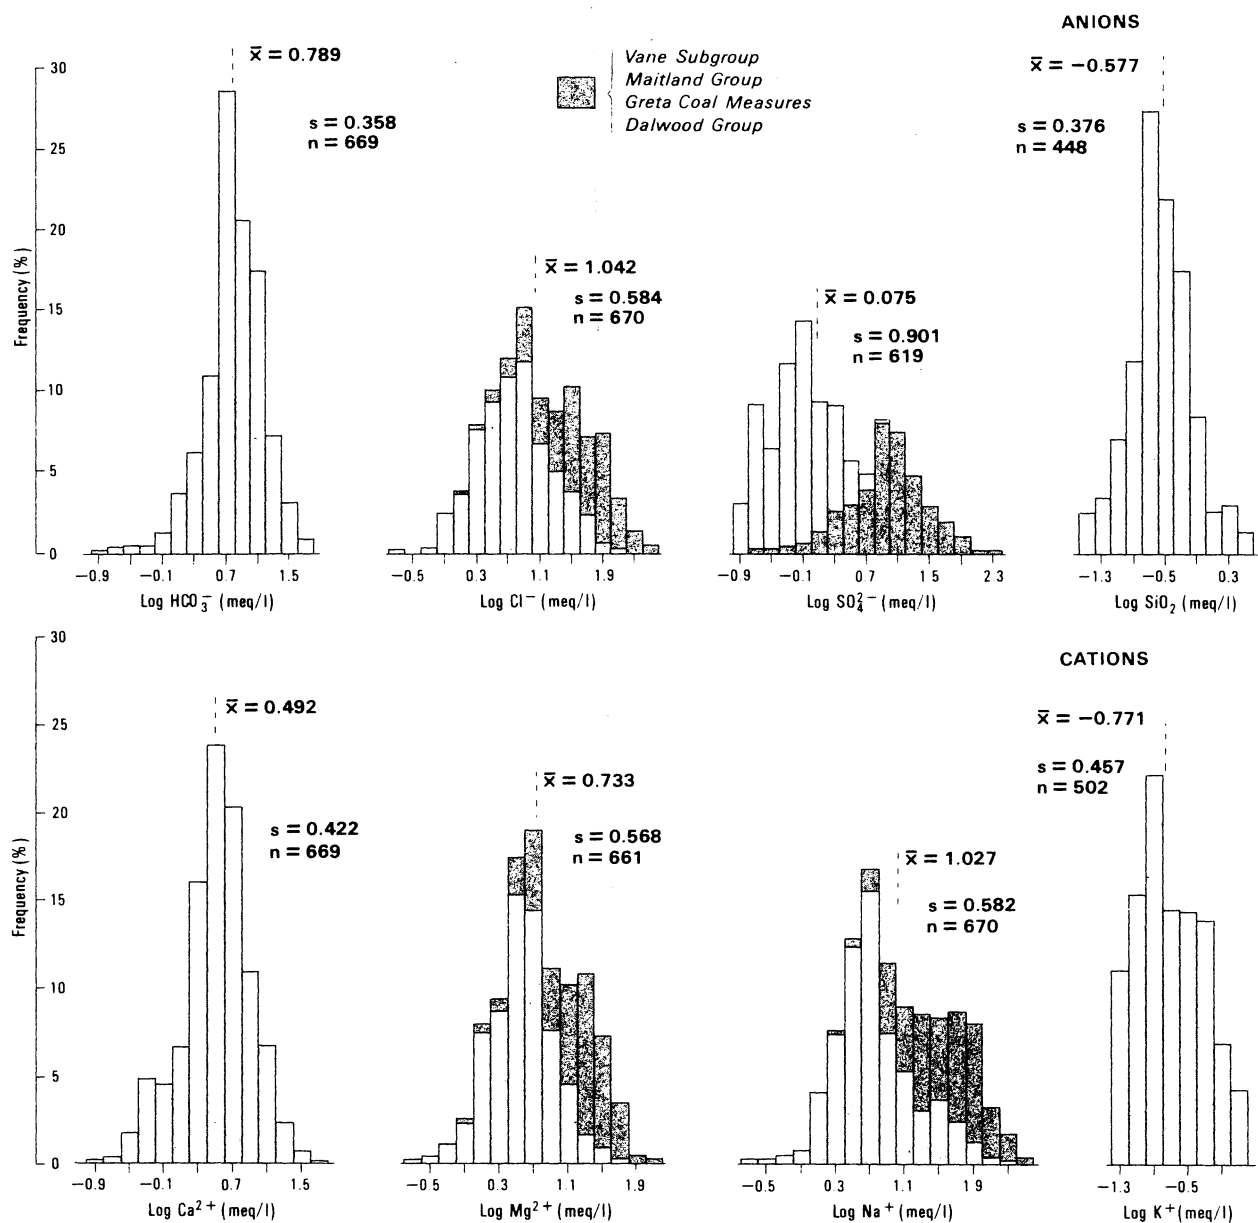 ANIONS
x̄ = 0.789
s = 0.358
n = 669
Vane Subgroup
Maitland Group
Greta Coal Measures
Dalwood Group
x̄ = −0.577
s = 0.376
n = 448
x̄ = 1.042
s = 0.584
n = 670
x̄ = 0.075
s = 0.901
n = 619
Frequency (%)
30
25
20
15
10
5
0
−0.9 −0.1 0.7 1.5
Log HCO₃⁻ (meq/l)
−0.5 0.3 1.1 1.9
Log Cl⁻ (meq/l)
−0.9 −0.1 0.7 1.5 2.3
Log SO₄²⁻ (meq/l)
−1.3 −0.5 0.3
Log SiO₂ (meq/l)
CATIONS
x̄ = 0.492
s = 0.422
n = 669
x̄ = 0.733
s = 0.568
n = 661
x̄ = 1.027
s = 0.582
n = 670
x̄ = −0.771
s = 0.457
n = 502
Frequency (%)
30
25
20
15
10
5
0
−0.9 −0.1 0.7 1.5
Log Ca²⁺ (meq/l)
−0.5 0.3 1.1 1.9
Log Mg²⁺ (meq/l)
−0.5 0.3 1.1 1.9
Log Na⁺ (meq/l)
−1.3 −0.5
Log K⁺ (meq/l)